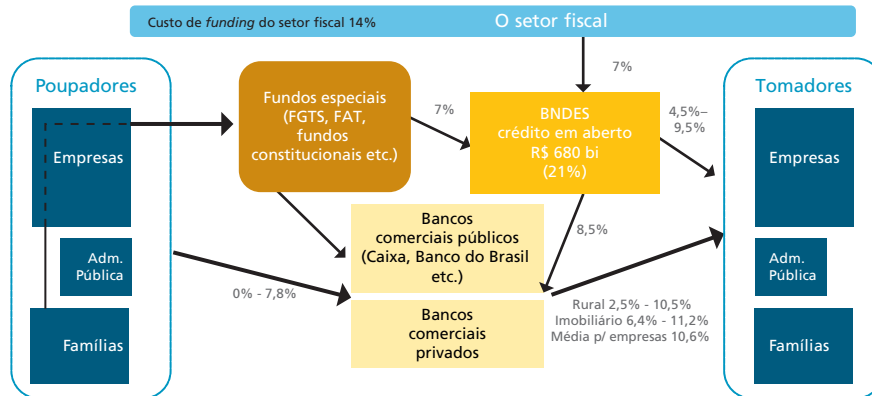 Custo de funding do setor fiscal 14%
O setor fiscal
Poupadores
Empresas
Adm.
Pública
Famílias
Fundos especiais
(FGTS, FAT,
fundos
constitucionais etc.)
7%
7%
BNDES
crédito em aberto
R$ 680 bi
(21%)
4,5%–
9,5%
Bancos
comerciais públicos
(Caixa, Banco do Brasil
etc.)
8,5%
0% - 7,8%
Bancos
comerciais
privados
Rural 2,5% - 10,5%
Imobiliário 6,4% - 11,2%
Média p/ empresas 10,6%
Tomadores
Empresas
Adm.
Pública
Famílias